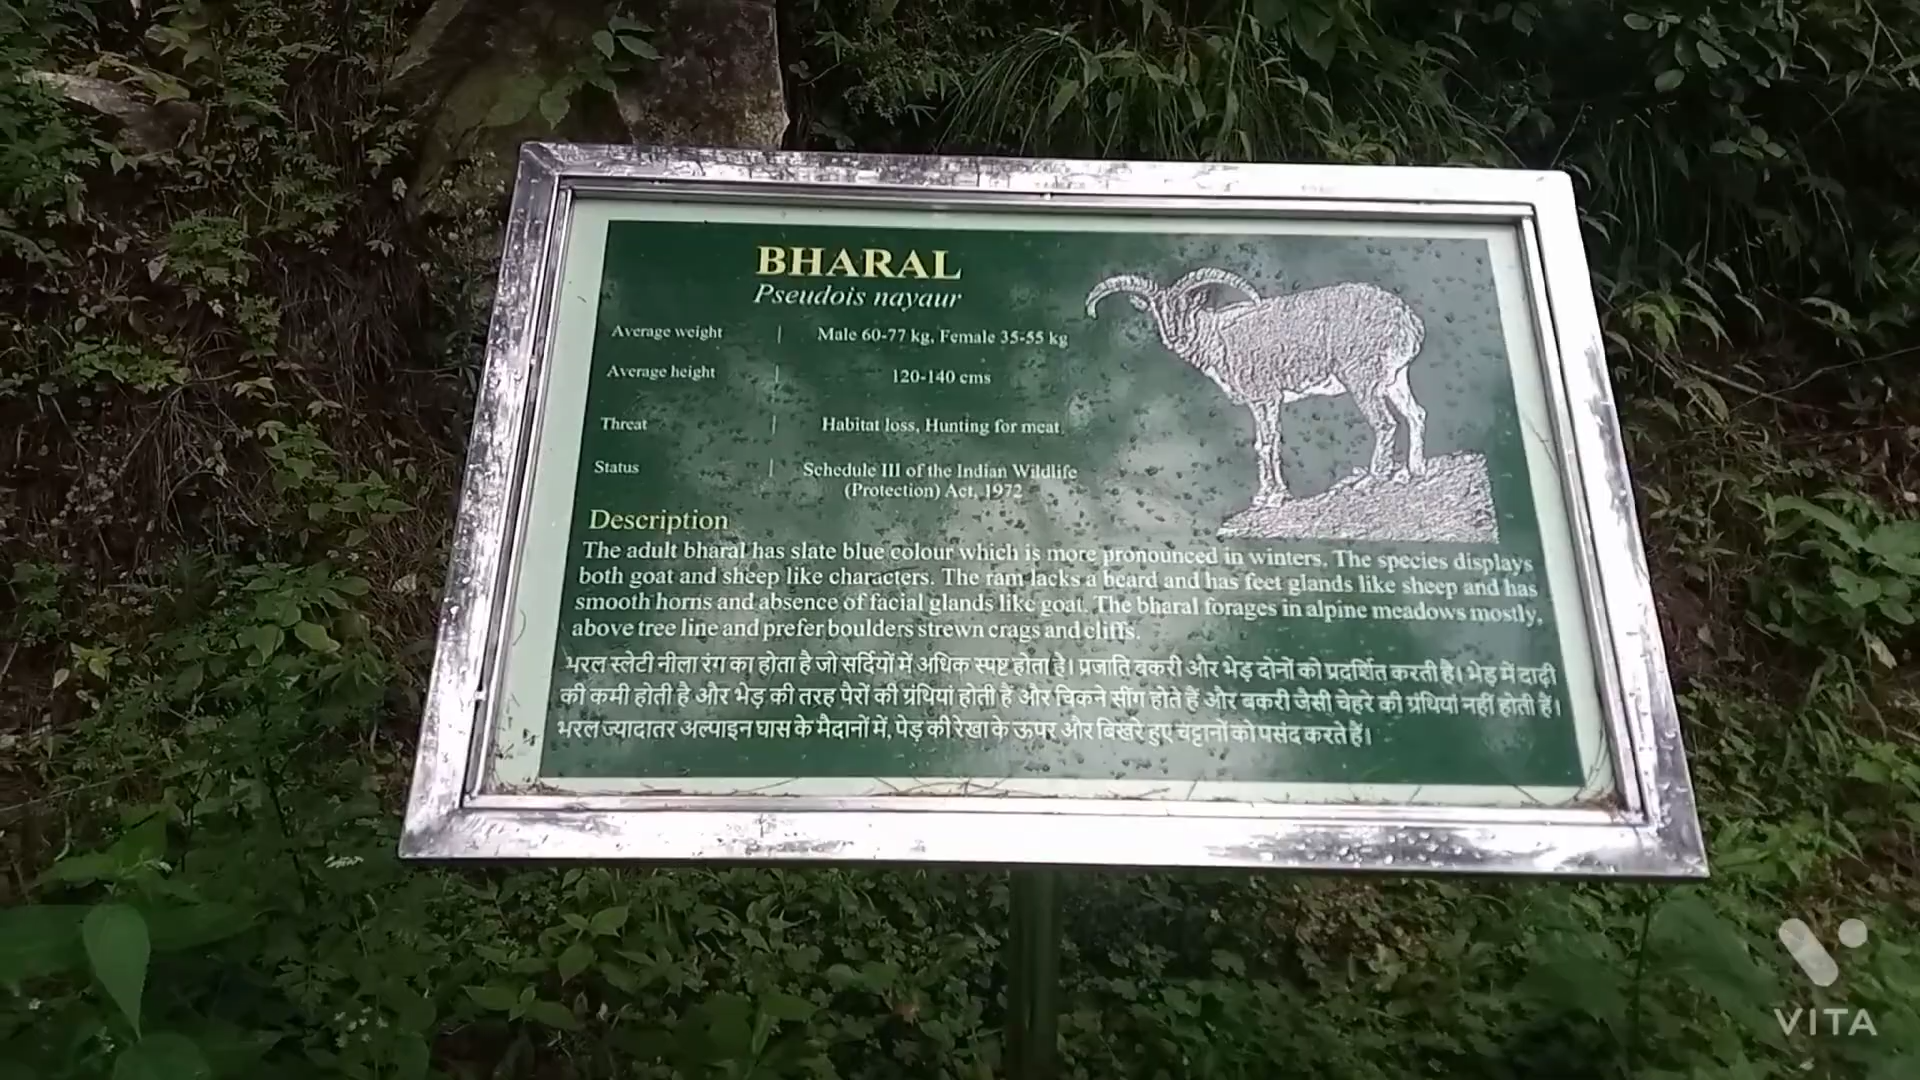 BHARAL
Pseudois nayaur
Average weight | Male 60-77 kg, Female 35-55 kg
Average height | 120-140 cms
Threat | Habitat loss, Hunting for meat
Status | Schedule III of the Indian Wildlife
(Protection) Act, 1972
Description
The adult bharal has slate blue colour which is more pronounced in winters. The species displays
both goat and sheep like characters. The ram lacks a beard and has feet glands like sheep and has
smooth horns and absence of facial glands like goat. The bharal forages in alpine meadows mostly,
above tree line and prefer boulders strewn crags and cliffs.
भरल स्लेटी नीला रंग का होता है जो सर्दियों में अधिक स्पष्ट होता है। प्रजाति बकरी और भेड़ दोनों को प्रदर्शित करती है। भेड़ में दाढ़ी
की कमी होती है और भेड़ की तरह पैरों की ग्रंथियां होती हैं और चिकने सींग होते हैं और बकरी जैसी चेहरे की ग्रंथियां नहीं होती हैं।
भरल ज्यादातर अल्पाइन घास के मैदानों में, पेड़ की रेखा के ऊपर और बिखरे हुए चट्टानों को पसंद करते हैं।
VITA